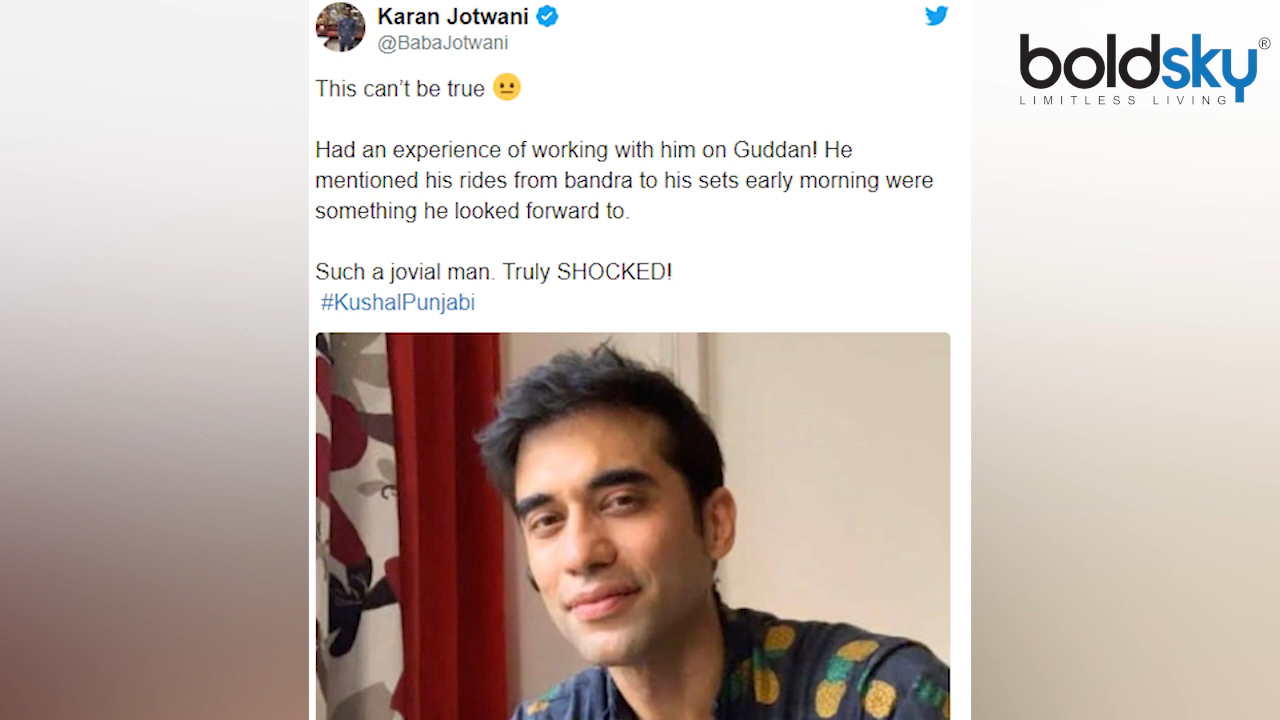 Karan Jotwani
@BabaJotwani
boldsky®
LIMITLESS LIVING
This can’t be true 😐
Had an experience of working with him on Guddan! He
mentioned his rides from bandra to his sets early morning were
something he looked forward to.
Such a jovial man. Truly SHOCKED!
#KushalPunjabi